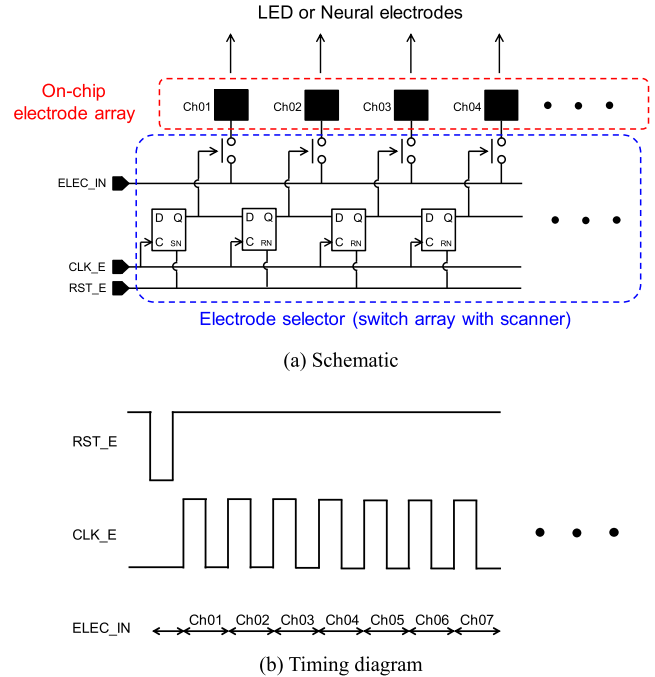 LED or Neural electrodes
On-chip
electrode array
Ch01 Ch02 Ch03 Ch04
ELEC_IN
D Q D Q D Q D Q
C SN C RN C RN C RN
CLK_E
RST_E
Electrode selector (switch array with scanner)
(a) Schematic
RST_E
CLK_E
Ch01 Ch02 Ch03 Ch04 Ch05 Ch06 Ch07
ELEC_IN
(b) Timing diagram